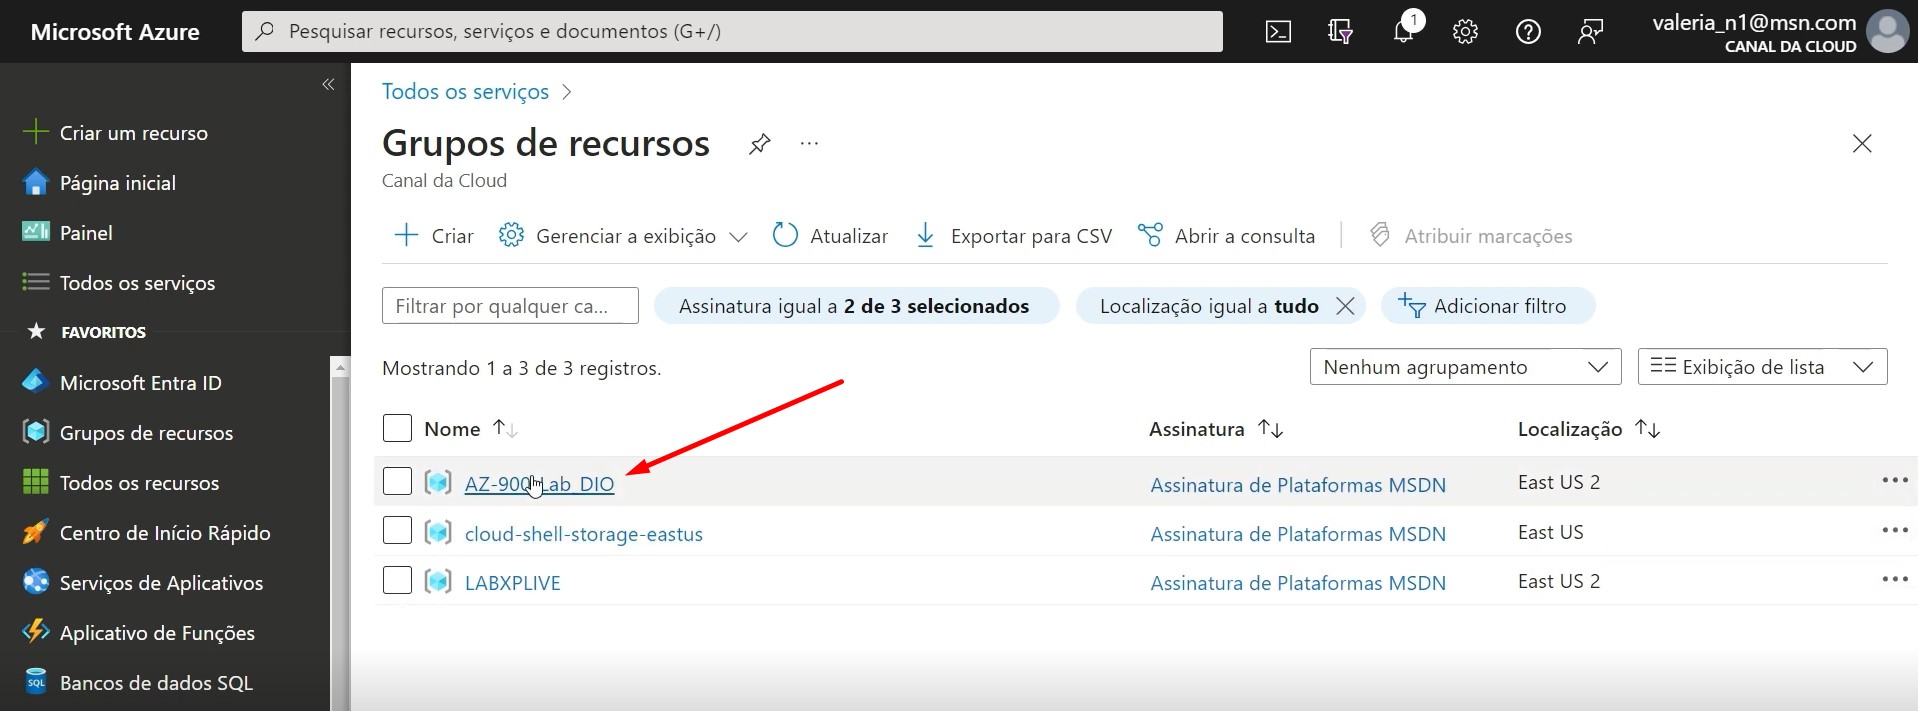 Microsoft Azure
Pesquisar recursos, serviços e documentos (G+/)
1
valeria_n1@msn.com
CANAL DA CLOUD
Criar um recurso
Página inicial
Painel
Todos os serviços
FAVORITOS
Microsoft Entra ID
Grupos de recursos
Todos os recursos
Centro de Início Rápido
Serviços de Aplicativos
Aplicativo de Funções
SQL Bancos de dados SQL
Todos os serviços >
Grupos de recursos ...
Canal da Cloud
Criar Gerenciar a exibição Atualizar Exportar para CSV Abrir a consulta Atribuir marcações
Filtrar por qualquer ca... Assinatura igual a 2 de 3 selecionados Localização igual a tudo Adicionar filtro
Mostrando 1 a 3 de 3 registros. Nenhum agrupamento Exibição de lista
Nome Assinatura Localização
AZ-900 Lab_DIO Assinatura de Plataformas MSDN East US 2
cloud-shell-storage-eastus Assinatura de Plataformas MSDN East US
LABXPLIVE Assinatura de Plataformas MSDN East US 2